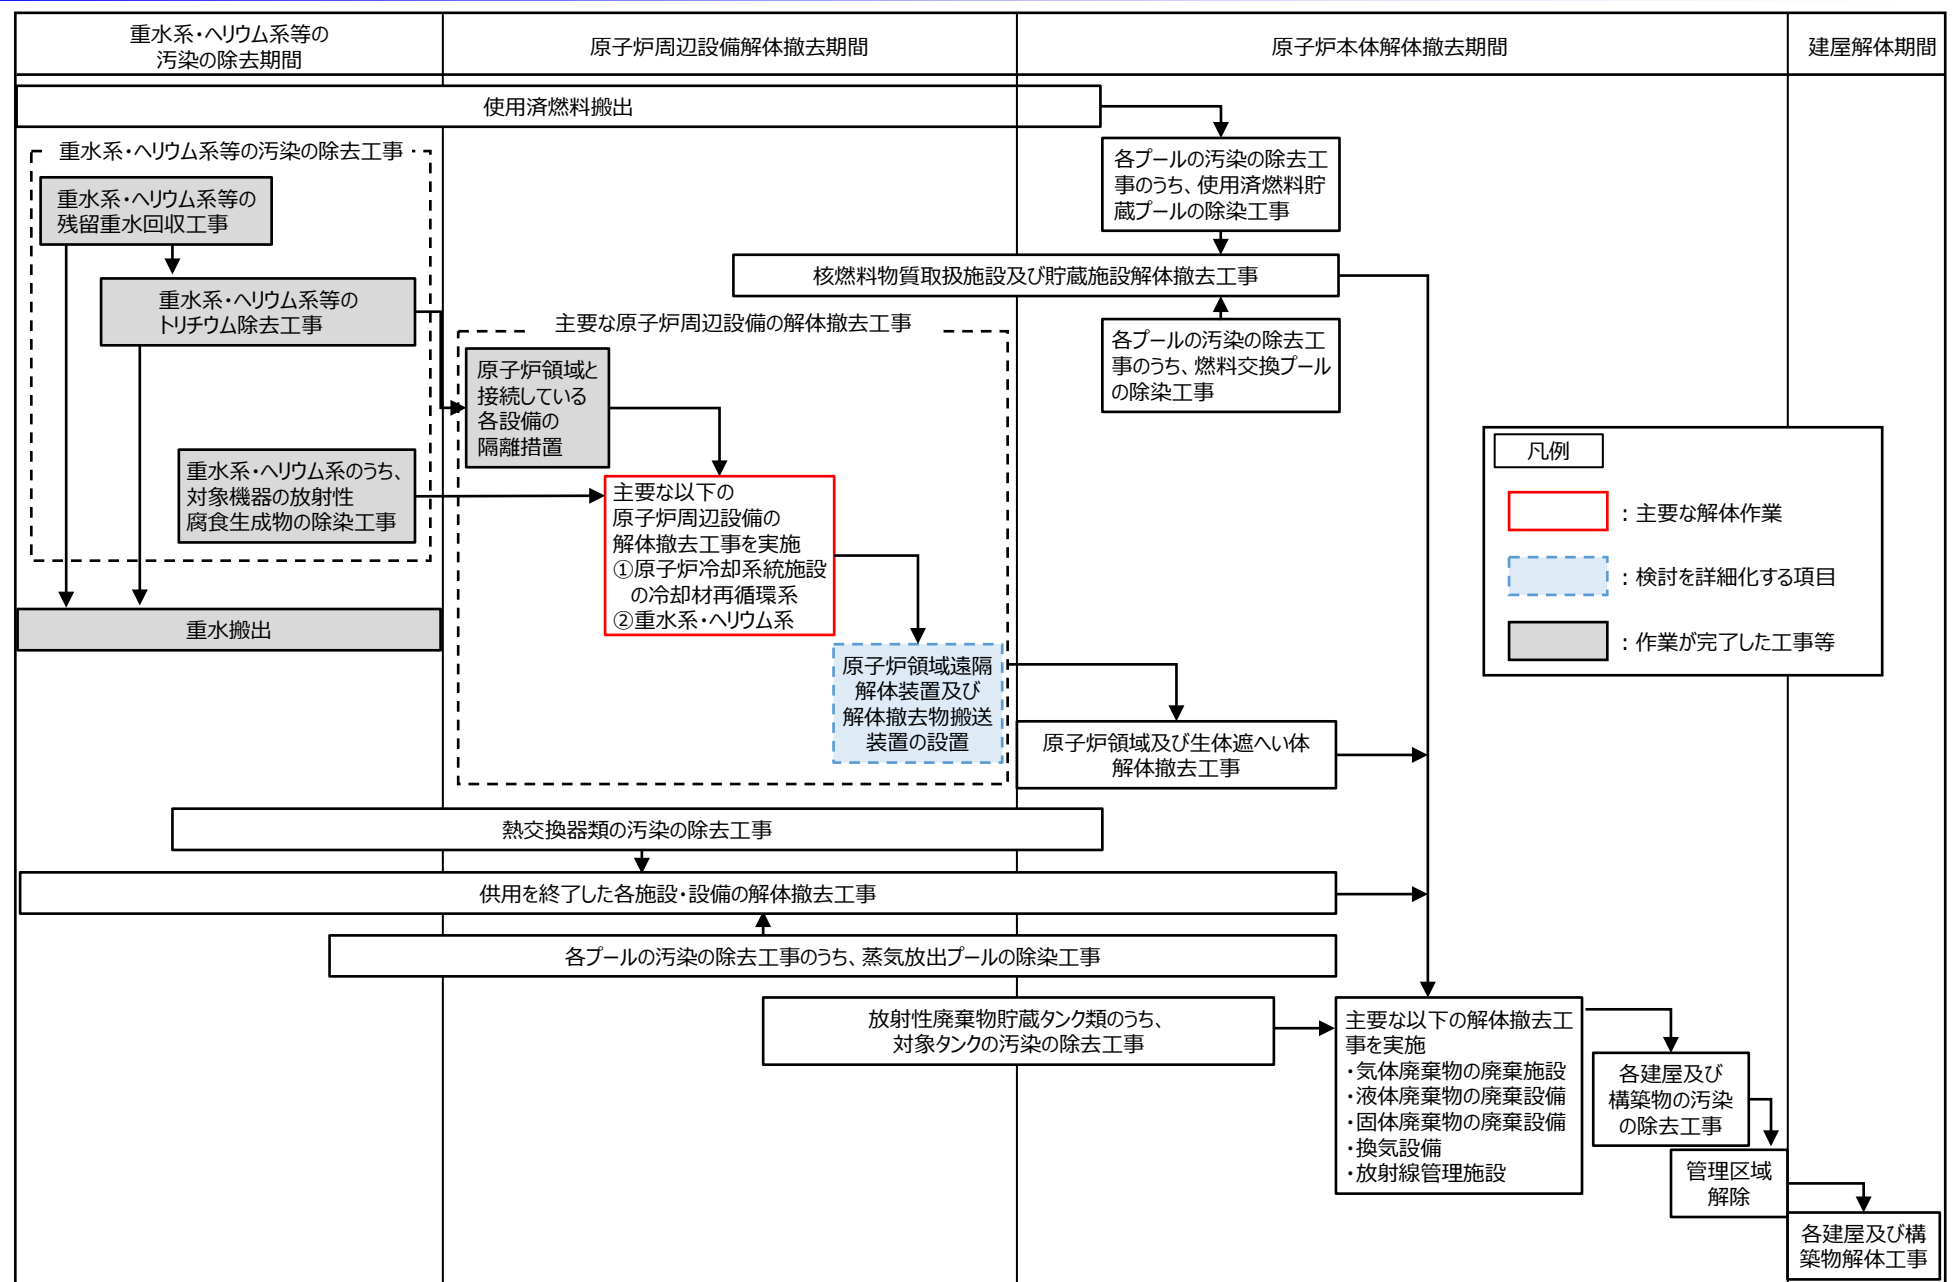 重水系・ヘリウム系等の
汚染の除去期間
原子炉周辺設備解体撤去期間
原子炉本体解体撤去期間
建屋解体期間
使用済燃料搬出
重水系・ヘリウム系等の汚染の除去工事
重水系・ヘリウム系等の
残留重水回収工事
重水系・ヘリウム系等の
トリチウム除去工事
重水系・ヘリウム系のうち、
対象機器の放射性
腐食生成物の除染工事
重水搬出
主要な原子炉周辺設備の解体撤去工事
原子炉領域と
接続している
各設備の
隔離措置
主要な以下の
原子炉周辺設備の
解体撤去工事を実施
①原子炉冷却系統施設
の冷却材再循環系
②重水系・ヘリウム系
原子炉領域遠隔
解体装置及び
解体撤去物搬送
装置の設置
各プールの汚染の除去工
事のうち、使用済燃料貯
蔵プールの除染工事
核燃料物質取扱施設及び貯蔵施設解体撤去工事
各プールの汚染の除去工
事のうち、燃料交換プール
の除染工事
原子炉領域及び生体遮へい体
解体撤去工事
凡例
：主要な解体作業
：検討を詳細化する項目
：作業が完了した工事等
熱交換器類の汚染の除去工事
供用を終了した各施設・設備の解体撤去工事
各プールの汚染の除去工事のうち、蒸気放出プールの除染工事
放射性廃棄物貯蔵タンク類のうち、
対象タンクの汚染の除去工事
主要な以下の解体撤去工
事を実施
・気体廃棄物の廃棄施設
・液体廃棄物の廃棄設備
・固体廃棄物の廃棄設備
・換気設備
・放射線管理施設
各建屋及び
構築物の汚染
の除去工事
管理区域
解除
各建屋及び構
築物解体工事